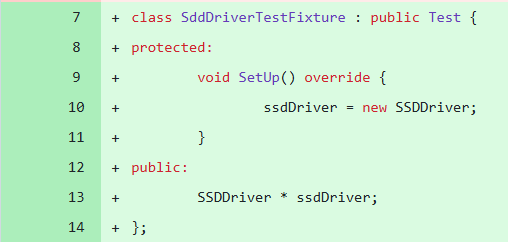 7 + class SddDriverTestFixture : public Test {
8 + protected:
9 + void SetUp() override {
10 + ssdDriver = new SSDDriver;
11 + }
12 + public:
13 + SSDDriver * ssdDriver;
14 + };